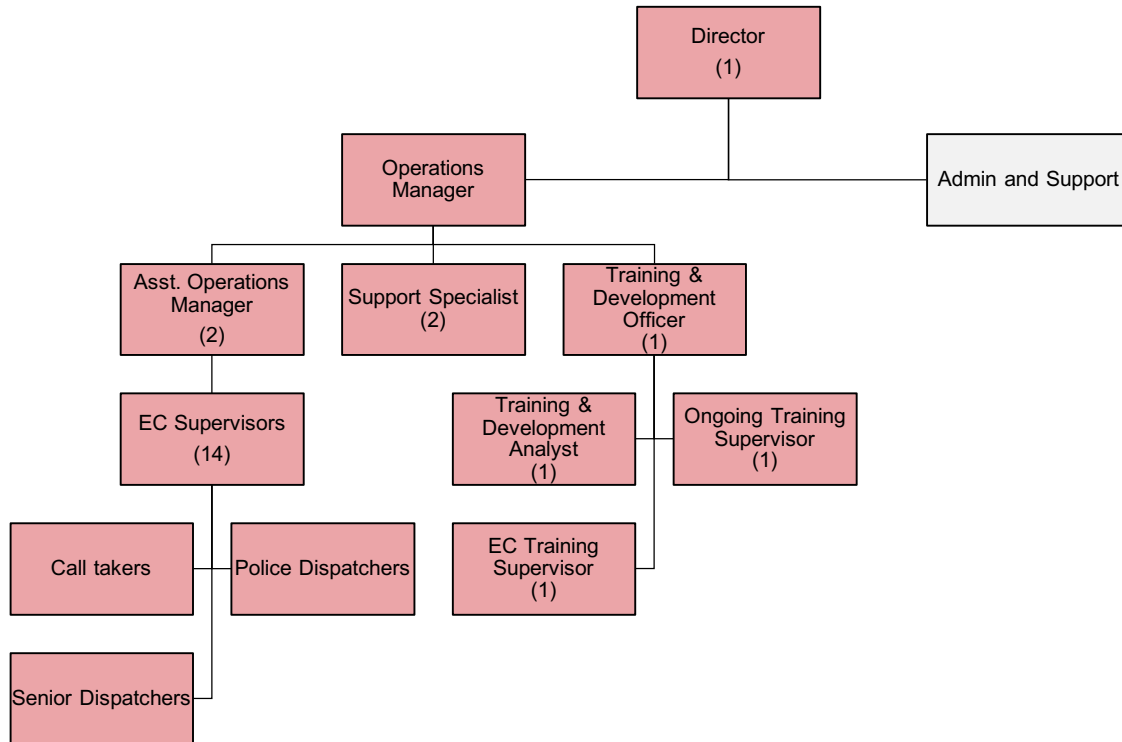 Director
(1)
Operations
Manager
Admin and Support
Asst. Operations
Manager
(2)
Support Specialist
(2)
Training &
Development
Officer
(1)
EC Supervisors
(14)
Training &
Development
Analyst
(1)
Ongoing Training
Supervisor
(1)
Call takers
Police Dispatchers
EC Training
Supervisor
(1)
Senior Dispatchers